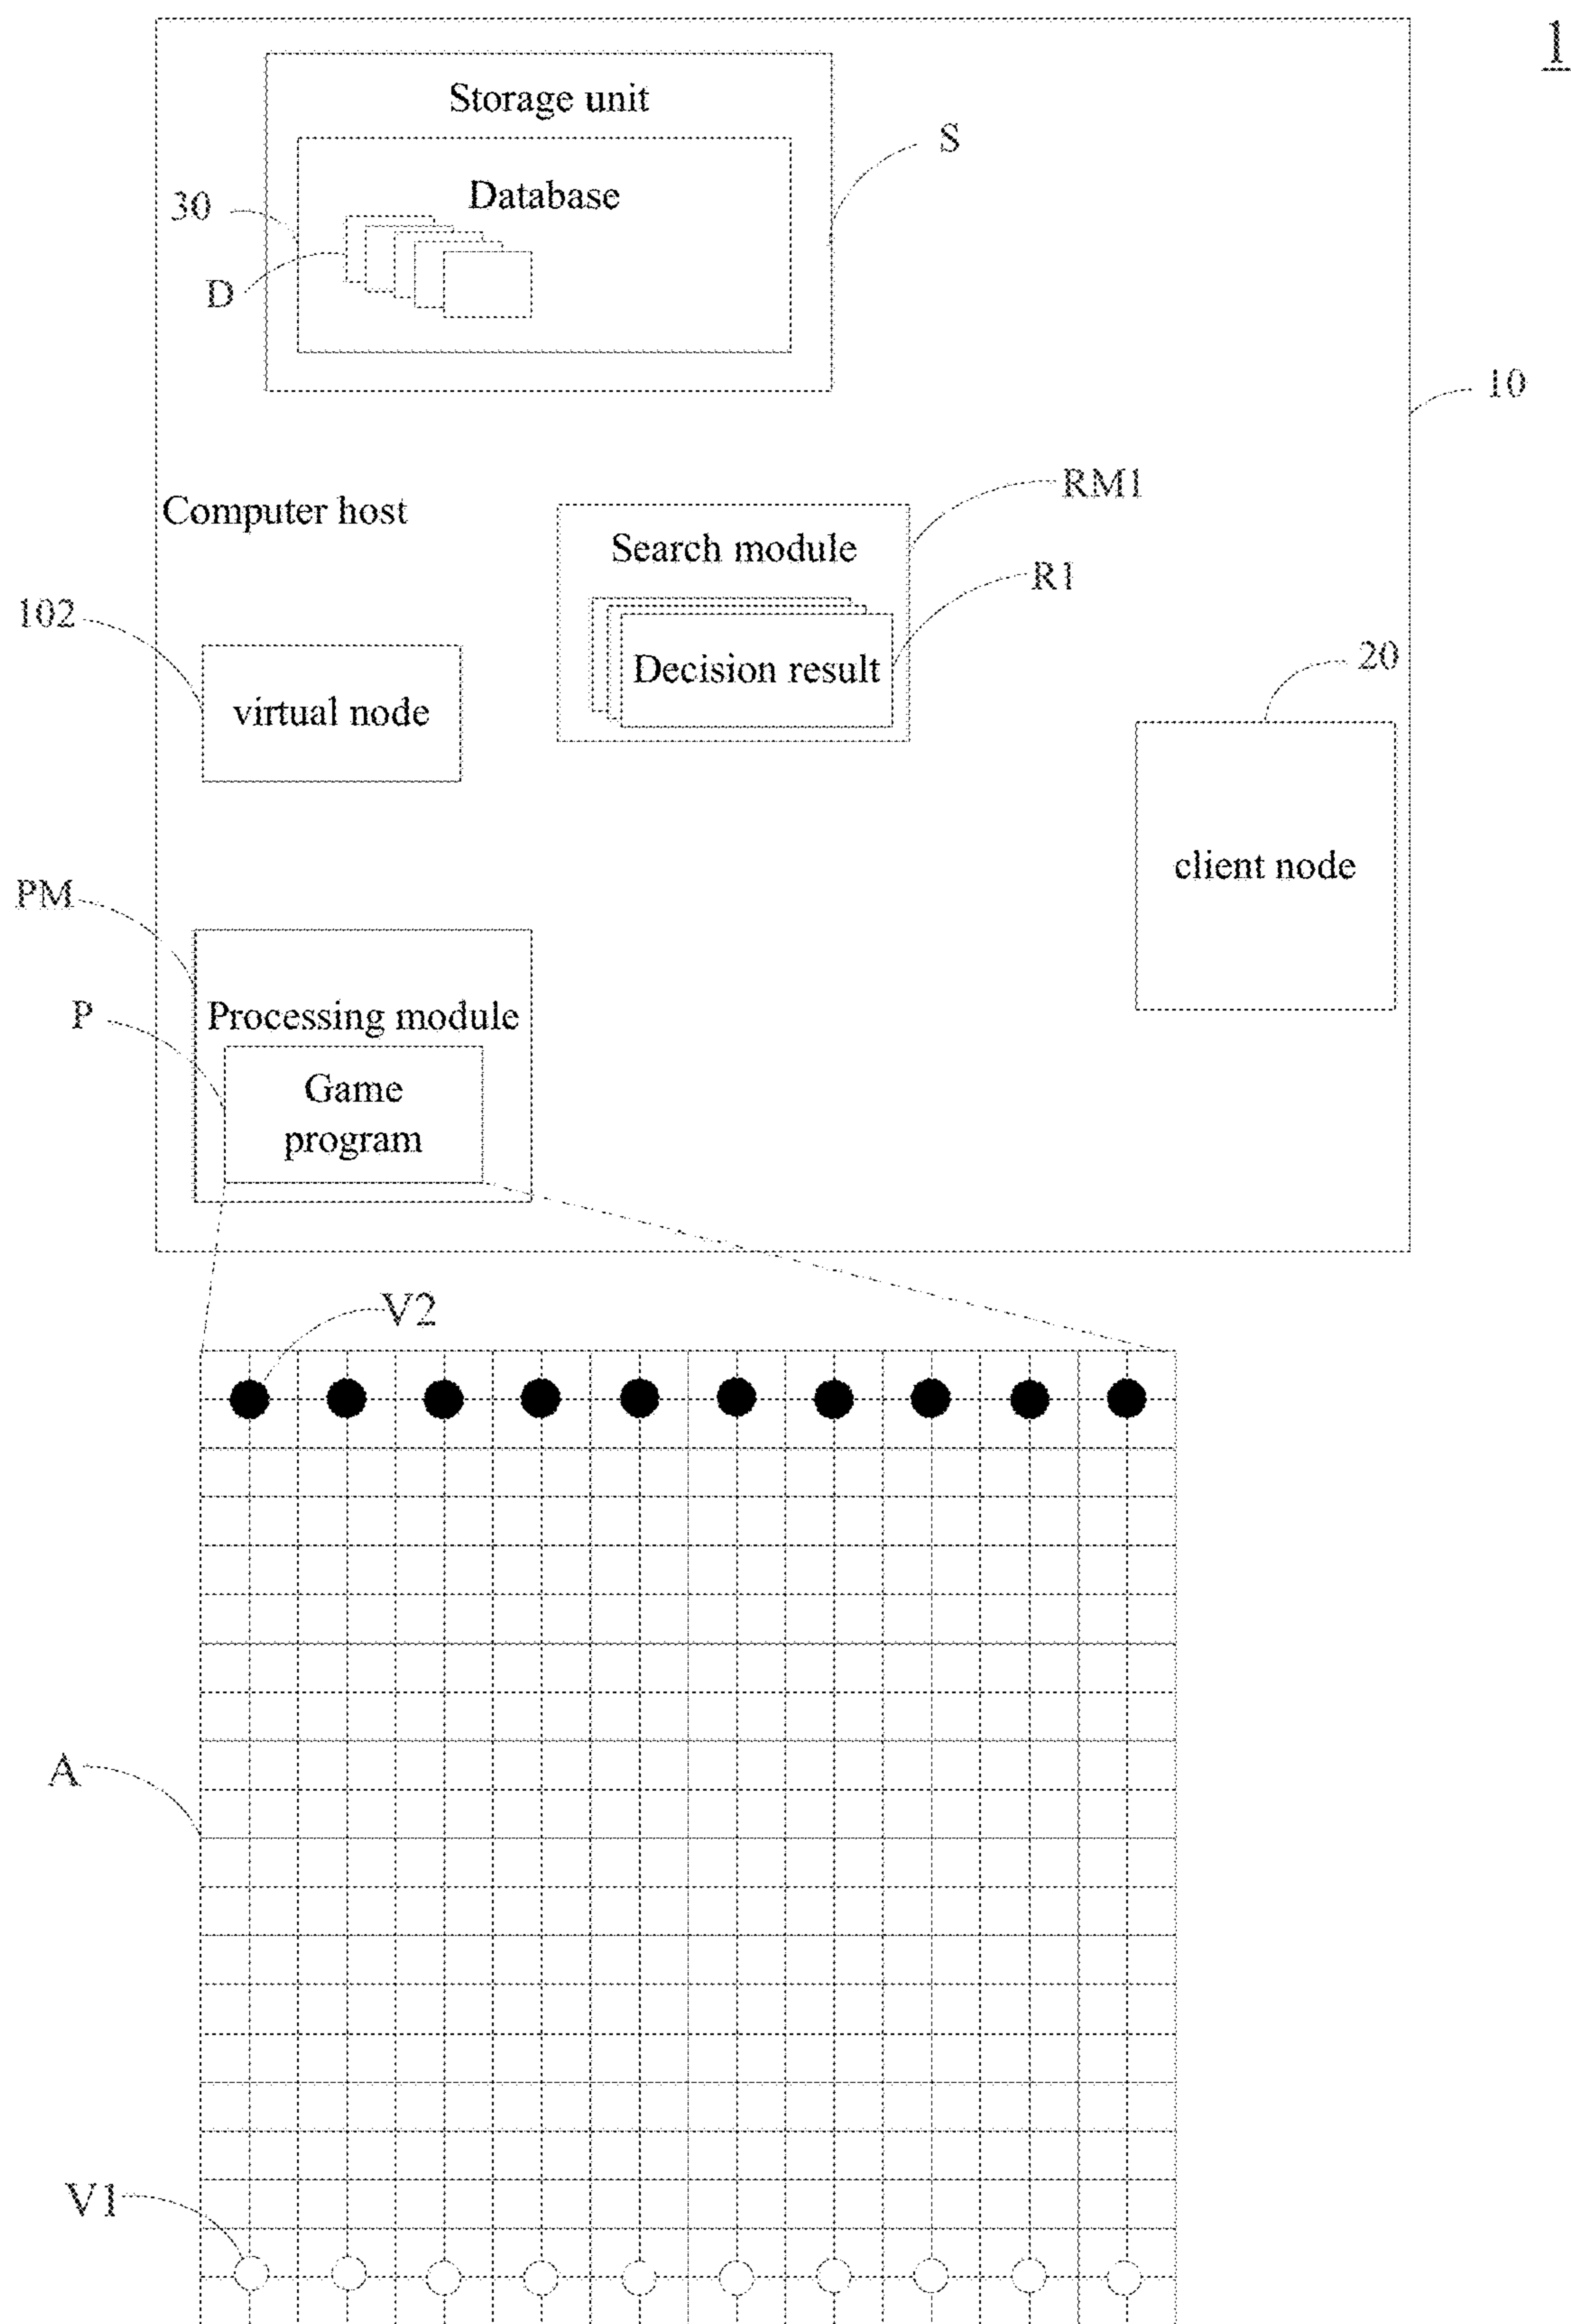 1
Storage unit
S
Database
30
D
10
RM1
Computer host
Search module
R1
102
20
Decision result
virtual node
client node
PM
P
Processing module
Game
program
V2
A
V1